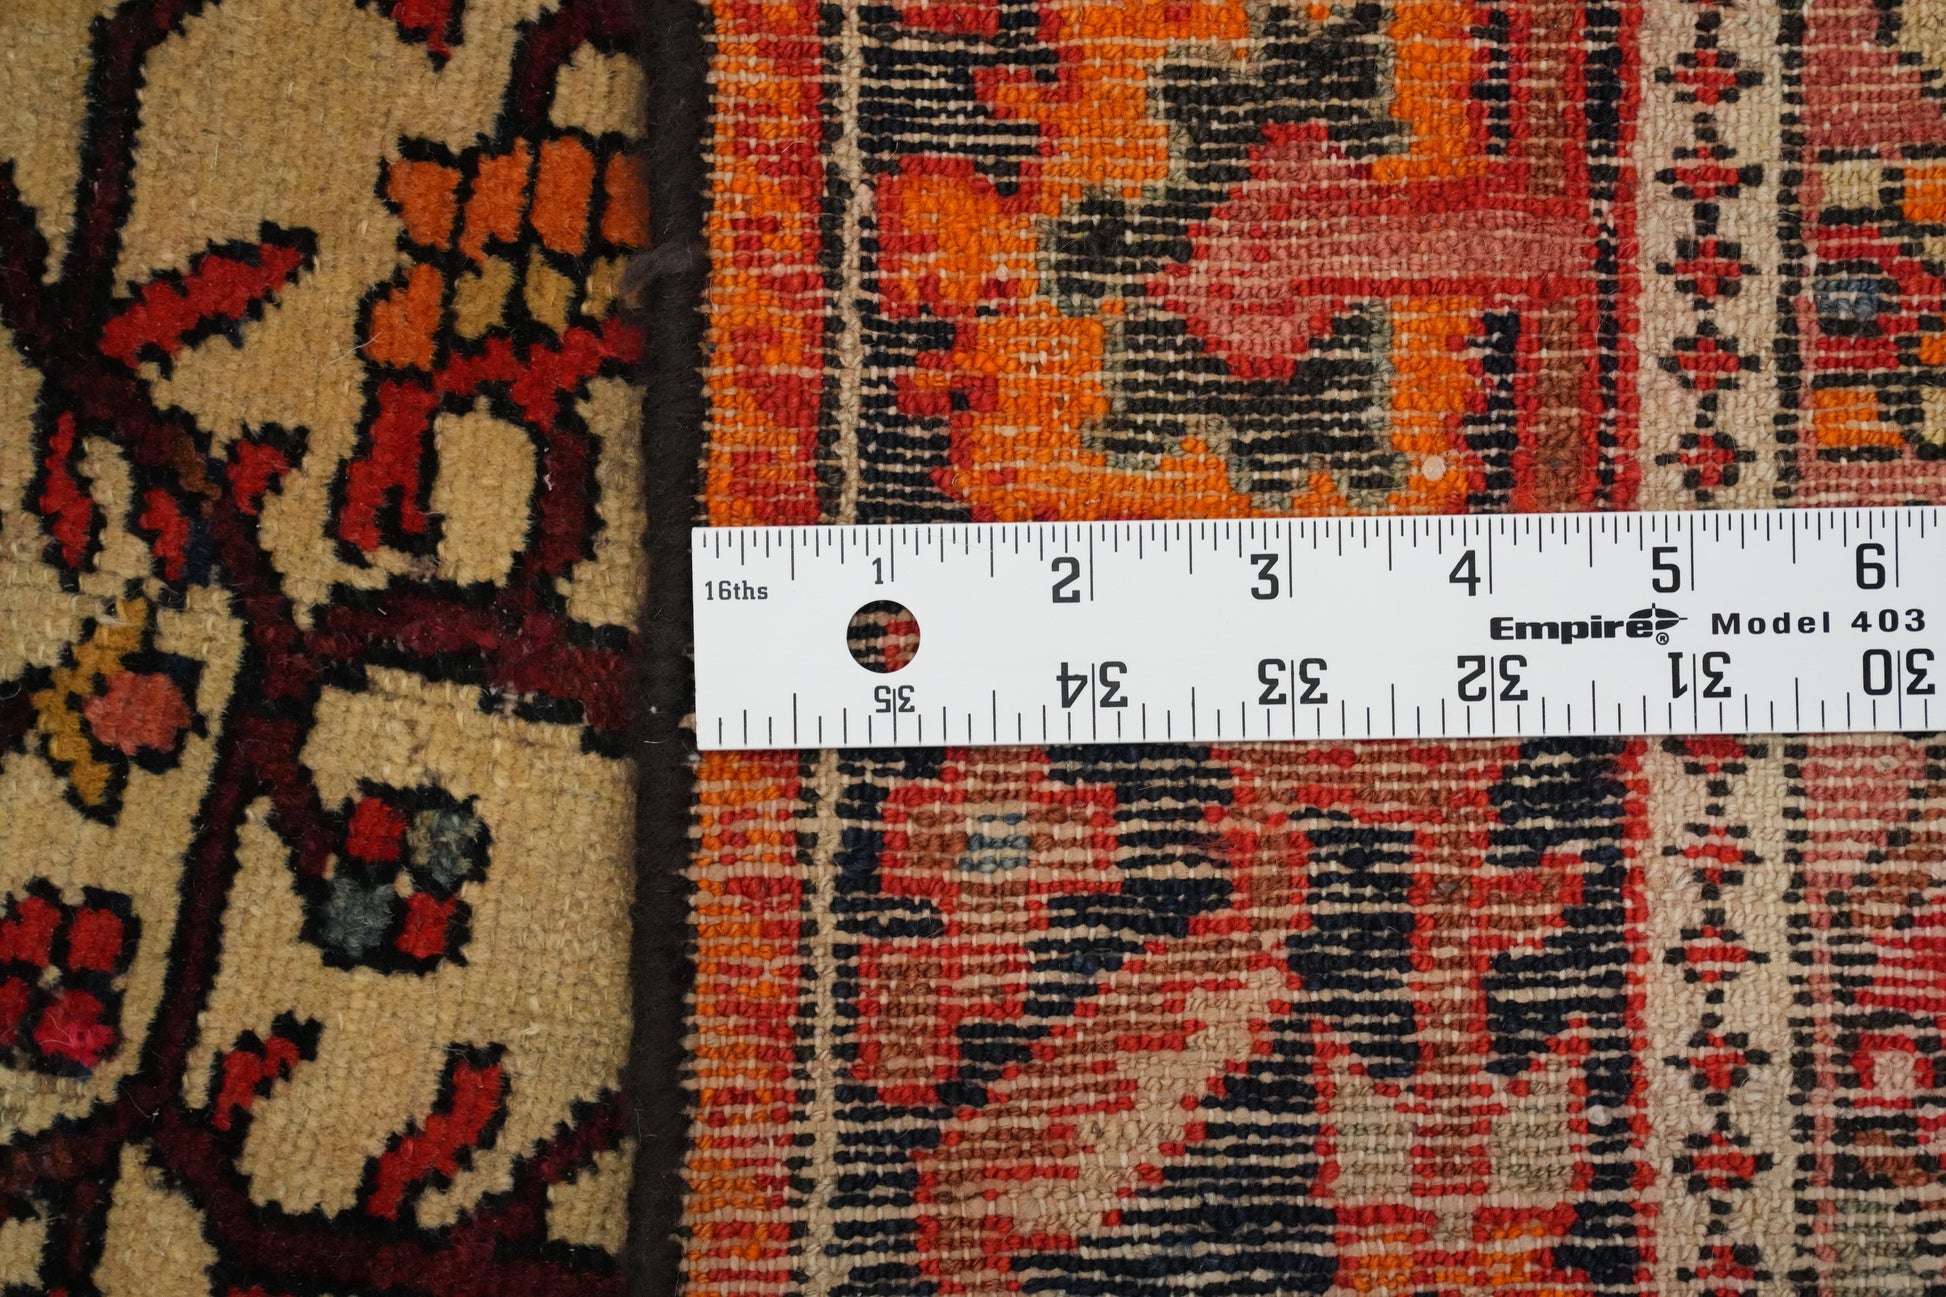 1 2 3 4 5 6
16ths
Empire® Model 403
35 34 33 32 31 30